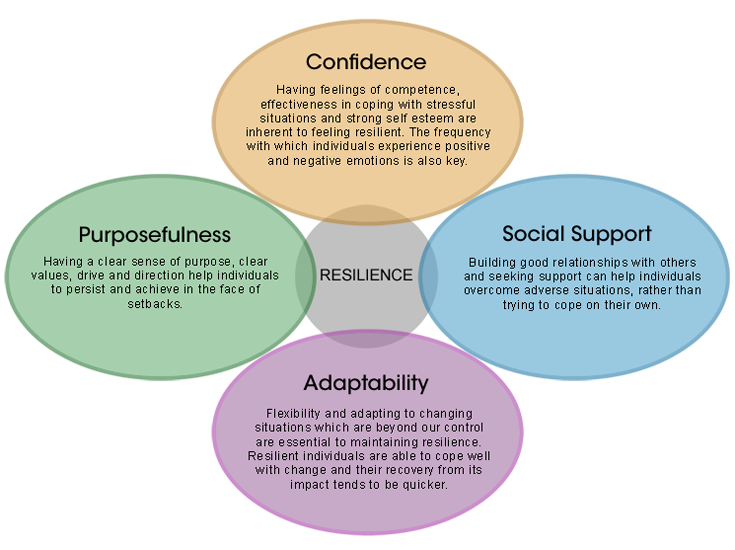 Confidence
Having feelings of competence,
effectiveness in coping with stressful
situations and strong self esteem are
inherent to feeling resilient. The frequency
with which individuals experience positive
and negative emotions is also key.
Purposefulness
Having a clear sense of purpose, clear
values, drive and direction help individuals
to persist and achieve in the face of
setbacks.
RESILIENCE
Social Support
Building good relationships with others
and seeking support can help individuals
overcome adverse situations, rather than
trying to cope on their own.
Adaptability
Flexibility and adapting to changing
situations which are beyond our control
are essential to maintaining resilience.
Resilient individuals are able to cope well
with change and their recovery from its
impact tends to be quicker.